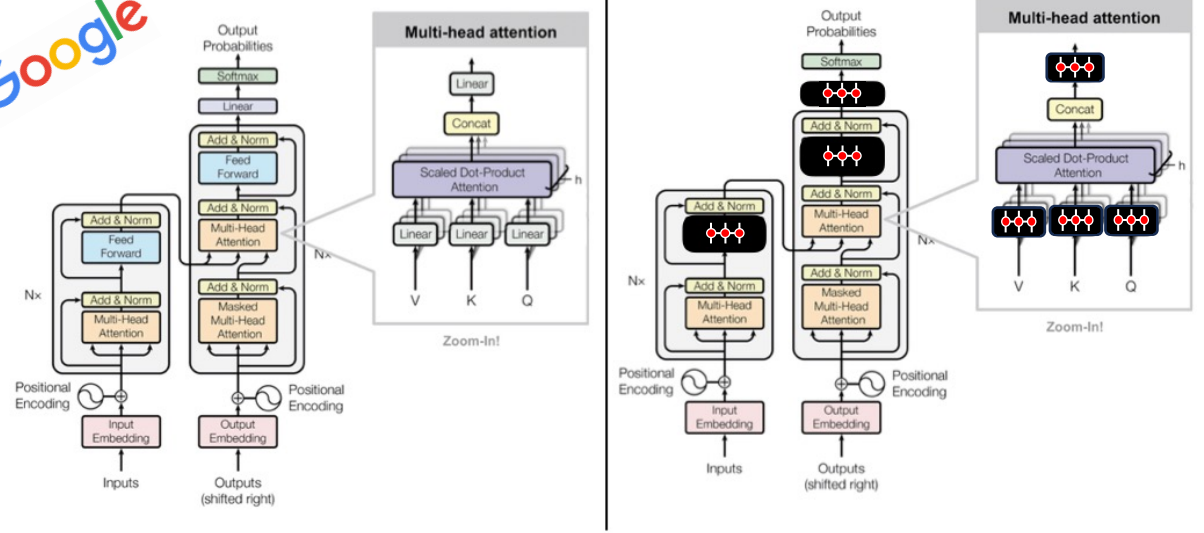 Google
Output
Probabilities
Softmax
Linear
Add & Norm
Feed
Forward
Add & Norm
Multi-Head
Attention
Nx
Add & Norm
Masked
Multi-Head
Attention
Add & Norm
Feed
Forward
Nx
Add & Norm
Multi-Head
Attention
Positional
Encoding
Positional
Encoding
Input
Embedding
Output
Embedding
Inputs
Outputs
(shifted right)
Multi-head attention
Linear
Concat
Scaled Dot-Product
Attention
h
Linear
Linear
Linear
V
K
Q
Zoom-In!
Output
Probabilities
Softmax
Add & Norm
Add & Norm
Multi-Head
Attention
Nx
Add & Norm
Masked
Multi-Head
Attention
Add & Norm
Nx
Add & Norm
Multi-Head
Attention
Positional
Encoding
Positional
Encoding
Input
Embedding
Output
Embedding
Inputs
Outputs
(shifted right)
Multi-head attention
Concat
Scaled Dot-Product
Attention
h
V
K
Q
Zoom-In!